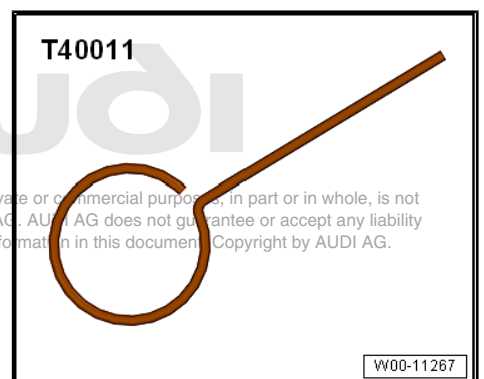 T40011
AUDI
vate or commercial purposes, in part or in whole, is not
AG. AUDI AG does not guarantee or accept any liability
formation in this document. Copyright by AUDI AG.
W00-11267